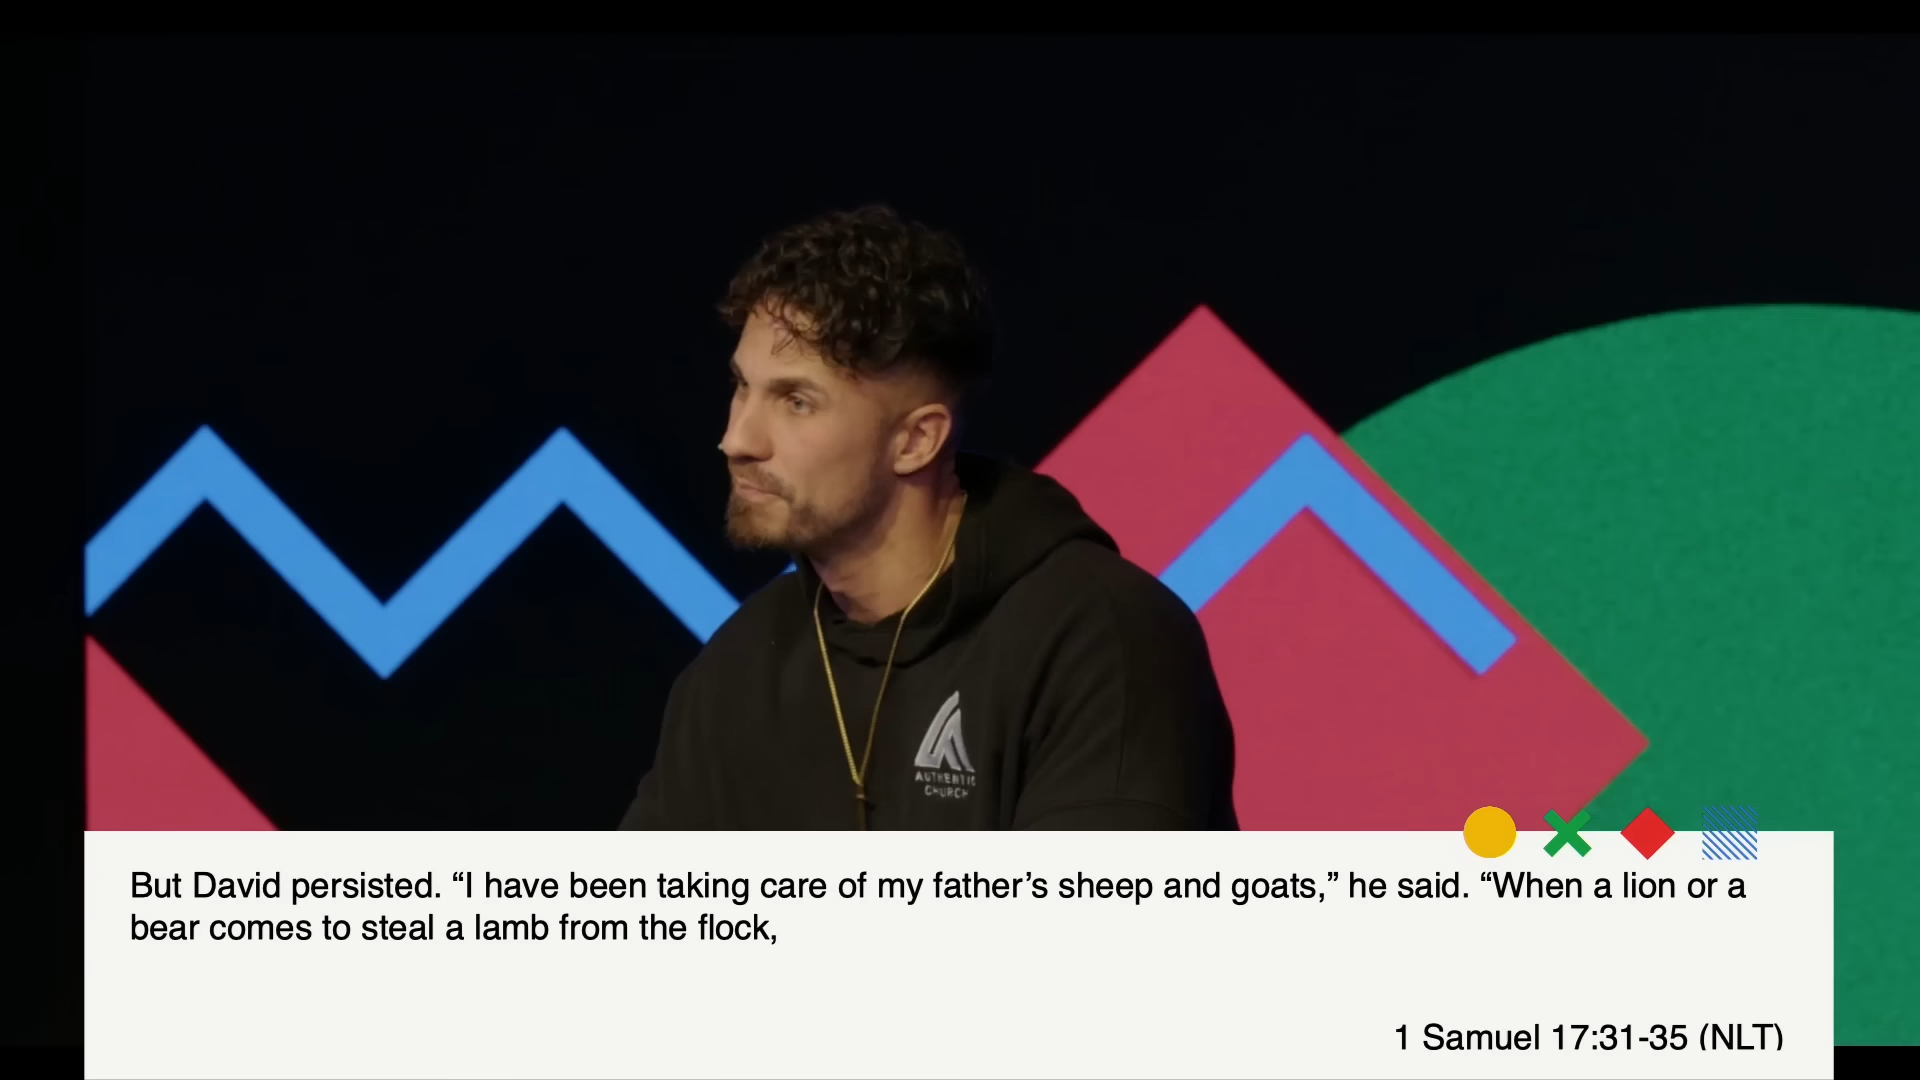 AUTHENTIC
CHURCH
But David persisted. “I have been taking care of my father’s sheep and goats,” he said. “When a lion or a
bear comes to steal a lamb from the flock,
1 Samuel 17:31-35 (NLT)